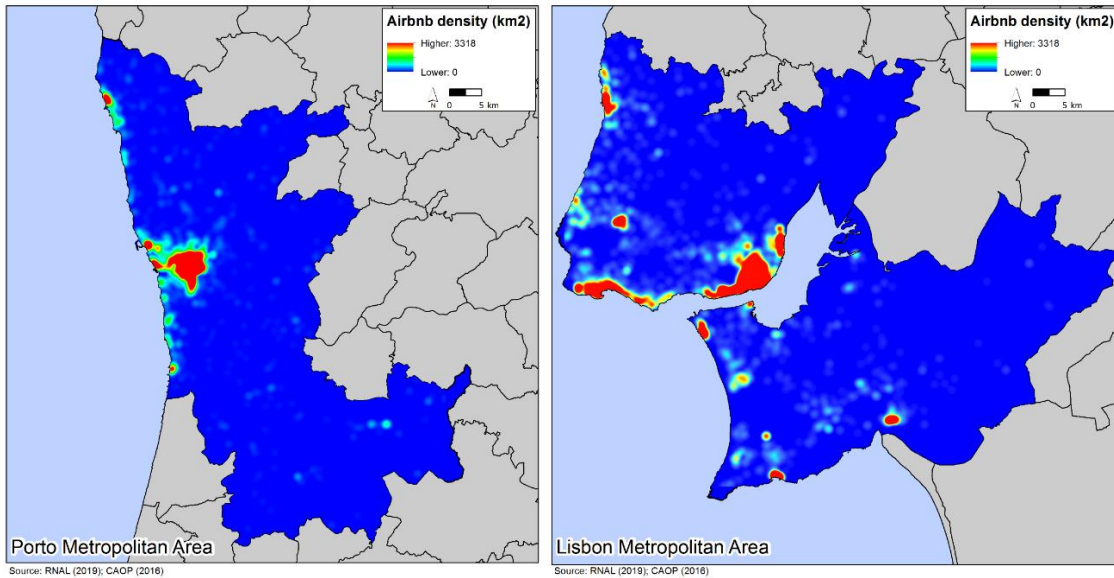 Airbnb density (km2)
Higher: 3318
Lower: 0
N
0 5 km
Porto Metropolitan Area
Source: RNAL (2019); CAOP (2016)
Airbnb density (km2)
Higher: 3318
Lower: 0
N
0 5 km
Lisbon Metropolitan Area
Source: RNAL (2019); CAOP (2016)